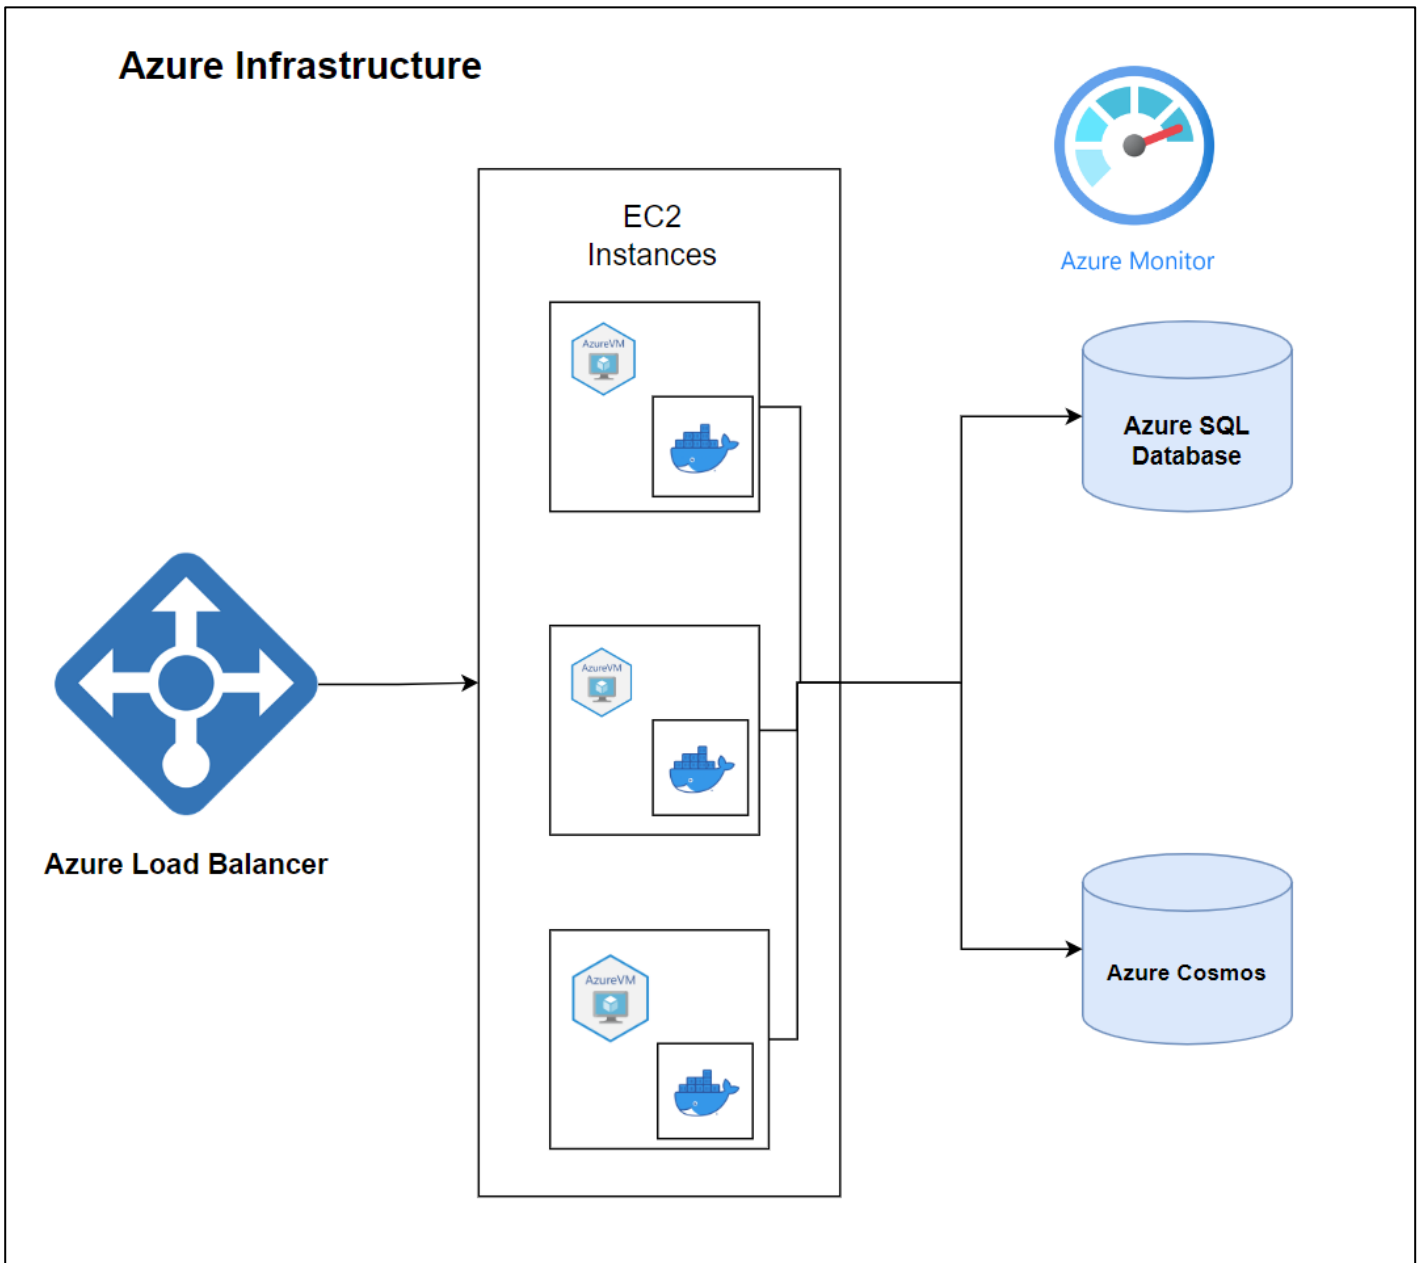 Azure Infrastructure
EC2
Instances
Azure Monitor
AzureVM
Azure SQL
Database
AzureVM
Azure Load Balancer
AzureVM
Azure Cosmos